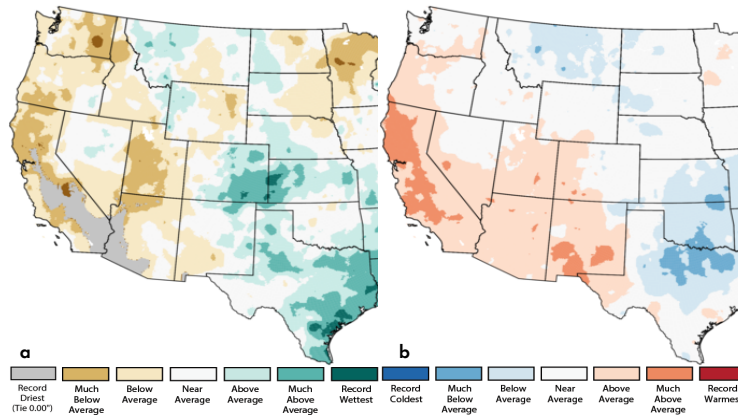 a
b
Record Driest (Tie 0.00")
Much Below Average
Below Average
Near Average
Above Average
Much Above Average
Record Wettest
Record Coldest
Much Below Average
Below Average
Near Average
Above Average
Much Above Average
Record Warmest